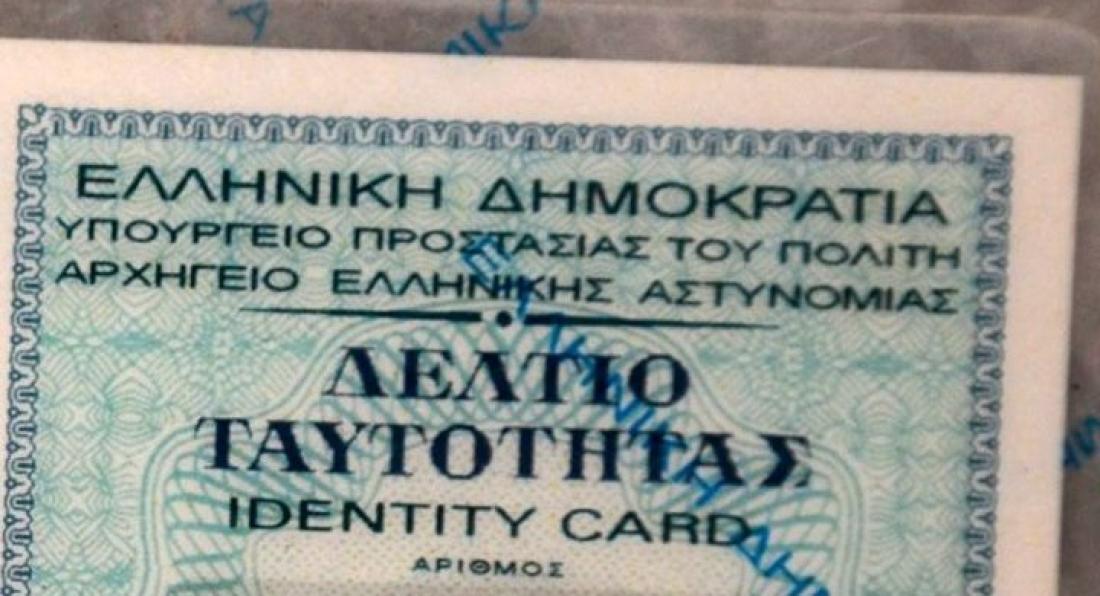 ΕΛΛΗΝΙΚΗ ΔΗΜΟΚΡΑΤΙΑ
ΥΠΟΥΡΓΕΙΟ ΠΡΟΣΤΑΣΙΑΣ ΤΟΥ ΠΟΛΙΤΗ
ΑΡΧΗΓΕΙΟ ΕΛΛΗΝΙΚΗΣ ΑΣΤΥΝΟΜΙΑΣ
ΔΕΛΤΙΟ
ΤΑΥΤΟΤΗΤΑΣ
IDENTITY CARD
ΑΡΙΘΜΟΣ